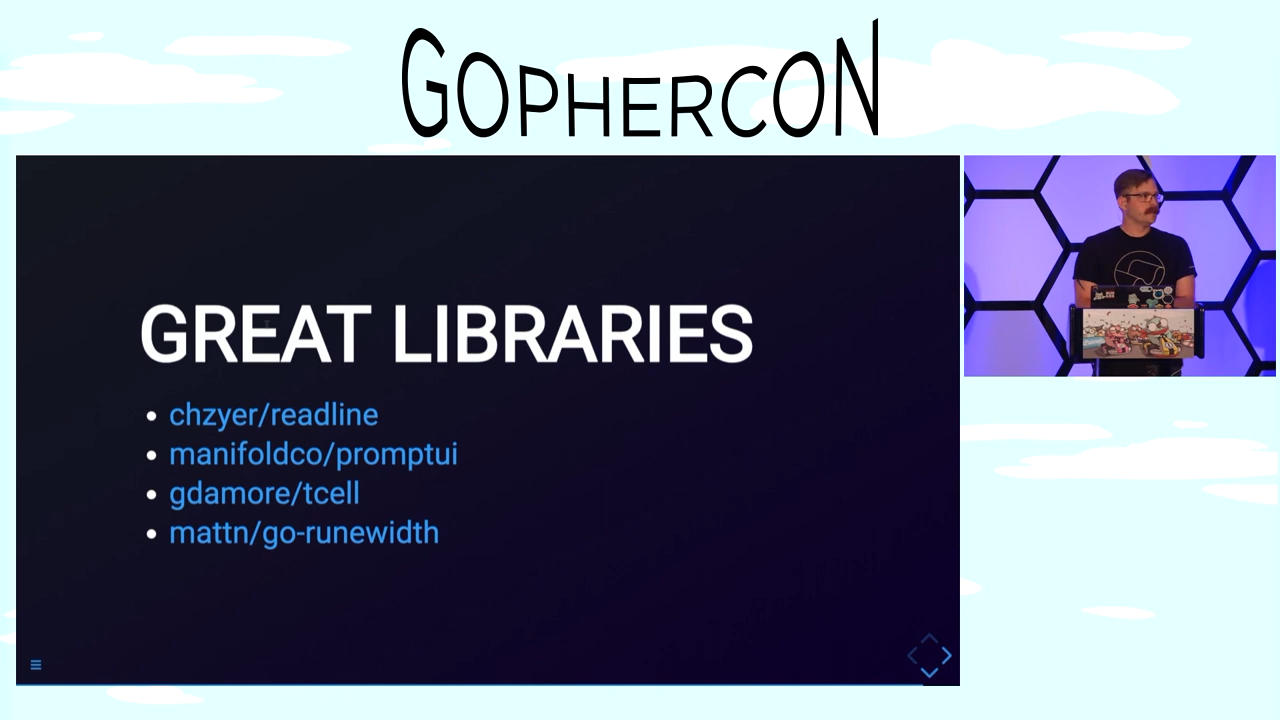 GOPHERCON
GREAT LIBRARIES
• chzyer/readline
• manifoldco/promptui
• gdamore/tcell
• mattn/go-runewidth